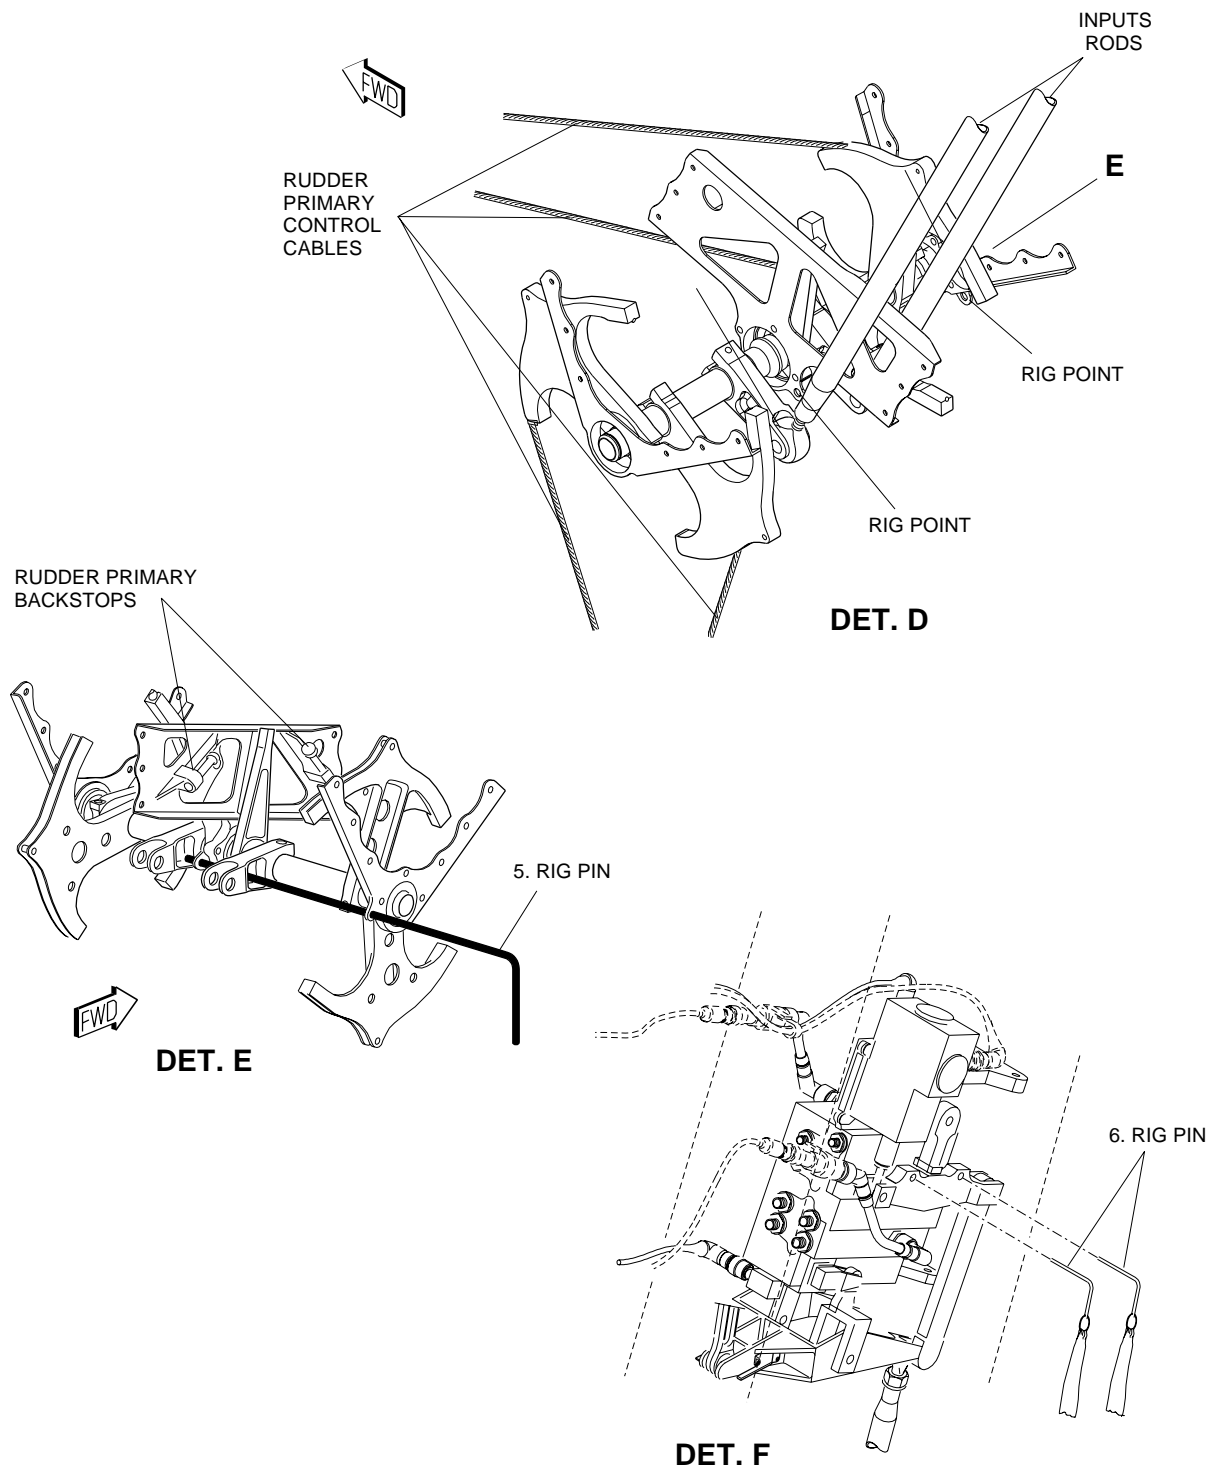 INPUTS
RODS
FWD
RUDDER
PRIMARY
CONTROL
CABLES
E
RIG POINT
RIG POINT
DET. D
RUDDER PRIMARY
BACKSTOPS
5. RIG PIN
FWD
DET. E
6. RIG PIN
DET. F